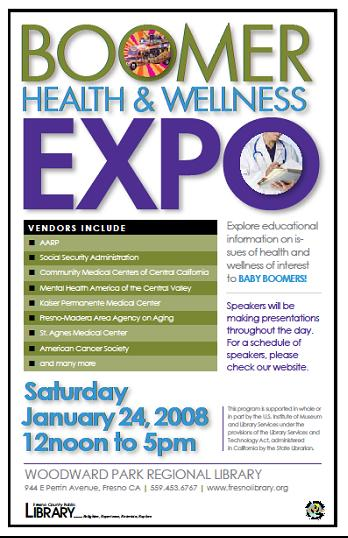 BOOMER
HEALTH & WELLNESS
EXPO
VENDORS INCLUDE
AARP
Social Security Administration
Community Medical Centers of Central California
Mental Health America of the Central Valley
Kaiser Permanente Medical Center
Fresno-Madera Area Agency on Aging
St. Agnes Medical Center
American Cancer Society
and many more
Explore educational
information on is-
sues of health and
wellness of interest
to BABY BOOMERS!
Speakers will be
making presentations
throughout the day.
For a schedule of
speakers, please
check our website.
Saturday
January 24, 2008
12noon to 5pm
This program is supported in whole or
in part by the U.S. Institute of Museum
and Library Services under the
provisions of the Library Services and
Technology Act, administered
in California by the State Librarian.
WOODWARD PARK REGIONAL LIBRARY
944 E Perrin Avenue, Fresno CA | 559.453.6767 | www.fresnolibrary.org
Fresno County Public
LIBRARY